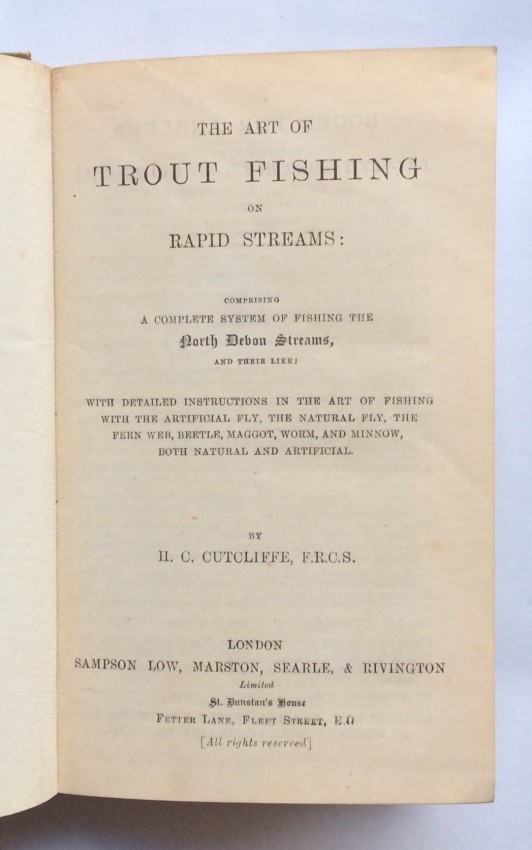 THE ART OF
TROUT FISHING
ON
RAPID STREAMS:
COMPRISING
A COMPLETE SYSTEM OF FISHING THE
North Devon Streams,
AND THEIR LIKE:
WITH DETAILED INSTRUCTIONS IN THE ART OF FISHING
WITH THE ARTIFICIAL FLY, THE NATURAL FLY, THE
FERN WEB, BEETLE, MAGGOT, WORM, AND MINNOW,
BOTH NATURAL AND ARTIFICIAL.
BY
H. C. CUTCLIFFE, F.R.C.S.
LONDON
SAMPSON LOW, MARSTON, SEARLE, & RIVINGTON
Limited
St. Dunstan's House
FETTER LANE, FLEET STREET, E.C
[All rights reserved]